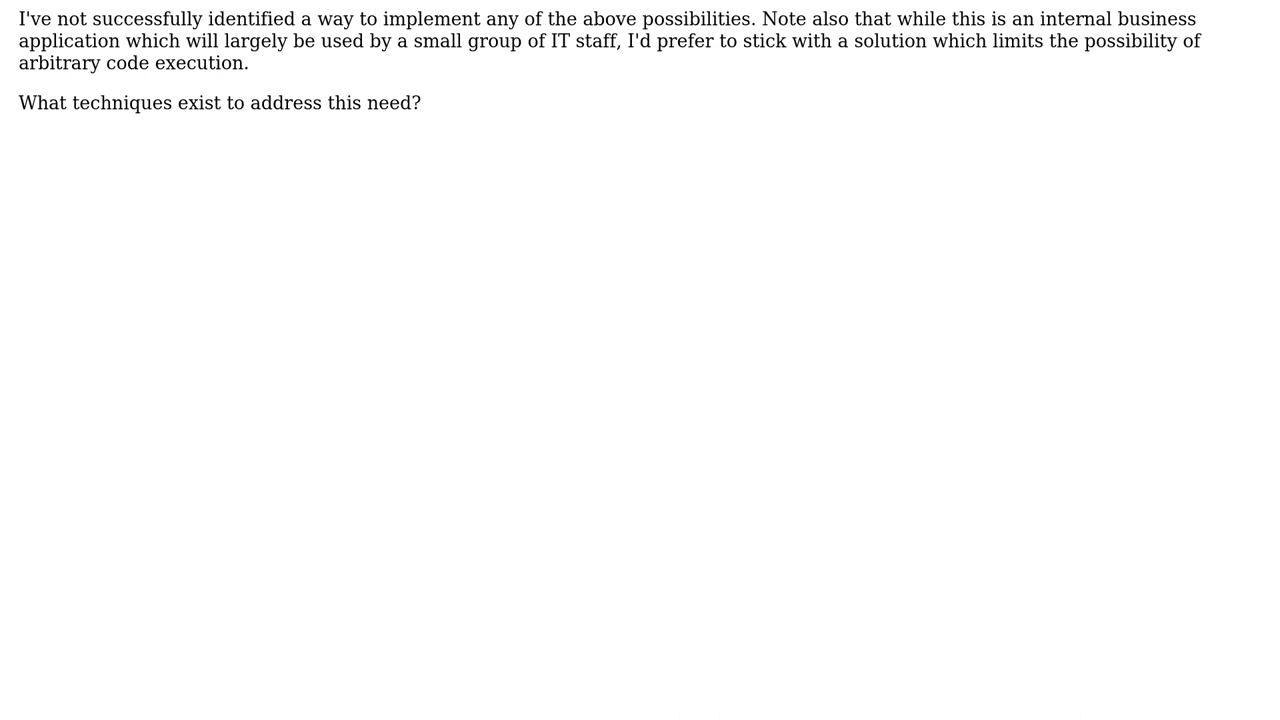 I've not successfully identified a way to implement any of the above possibilities. Note also that while this is an internal business
application which will largely be used by a small group of IT staff, I'd prefer to stick with a solution which limits the possibility of
arbitrary code execution.
What techniques exist to address this need?